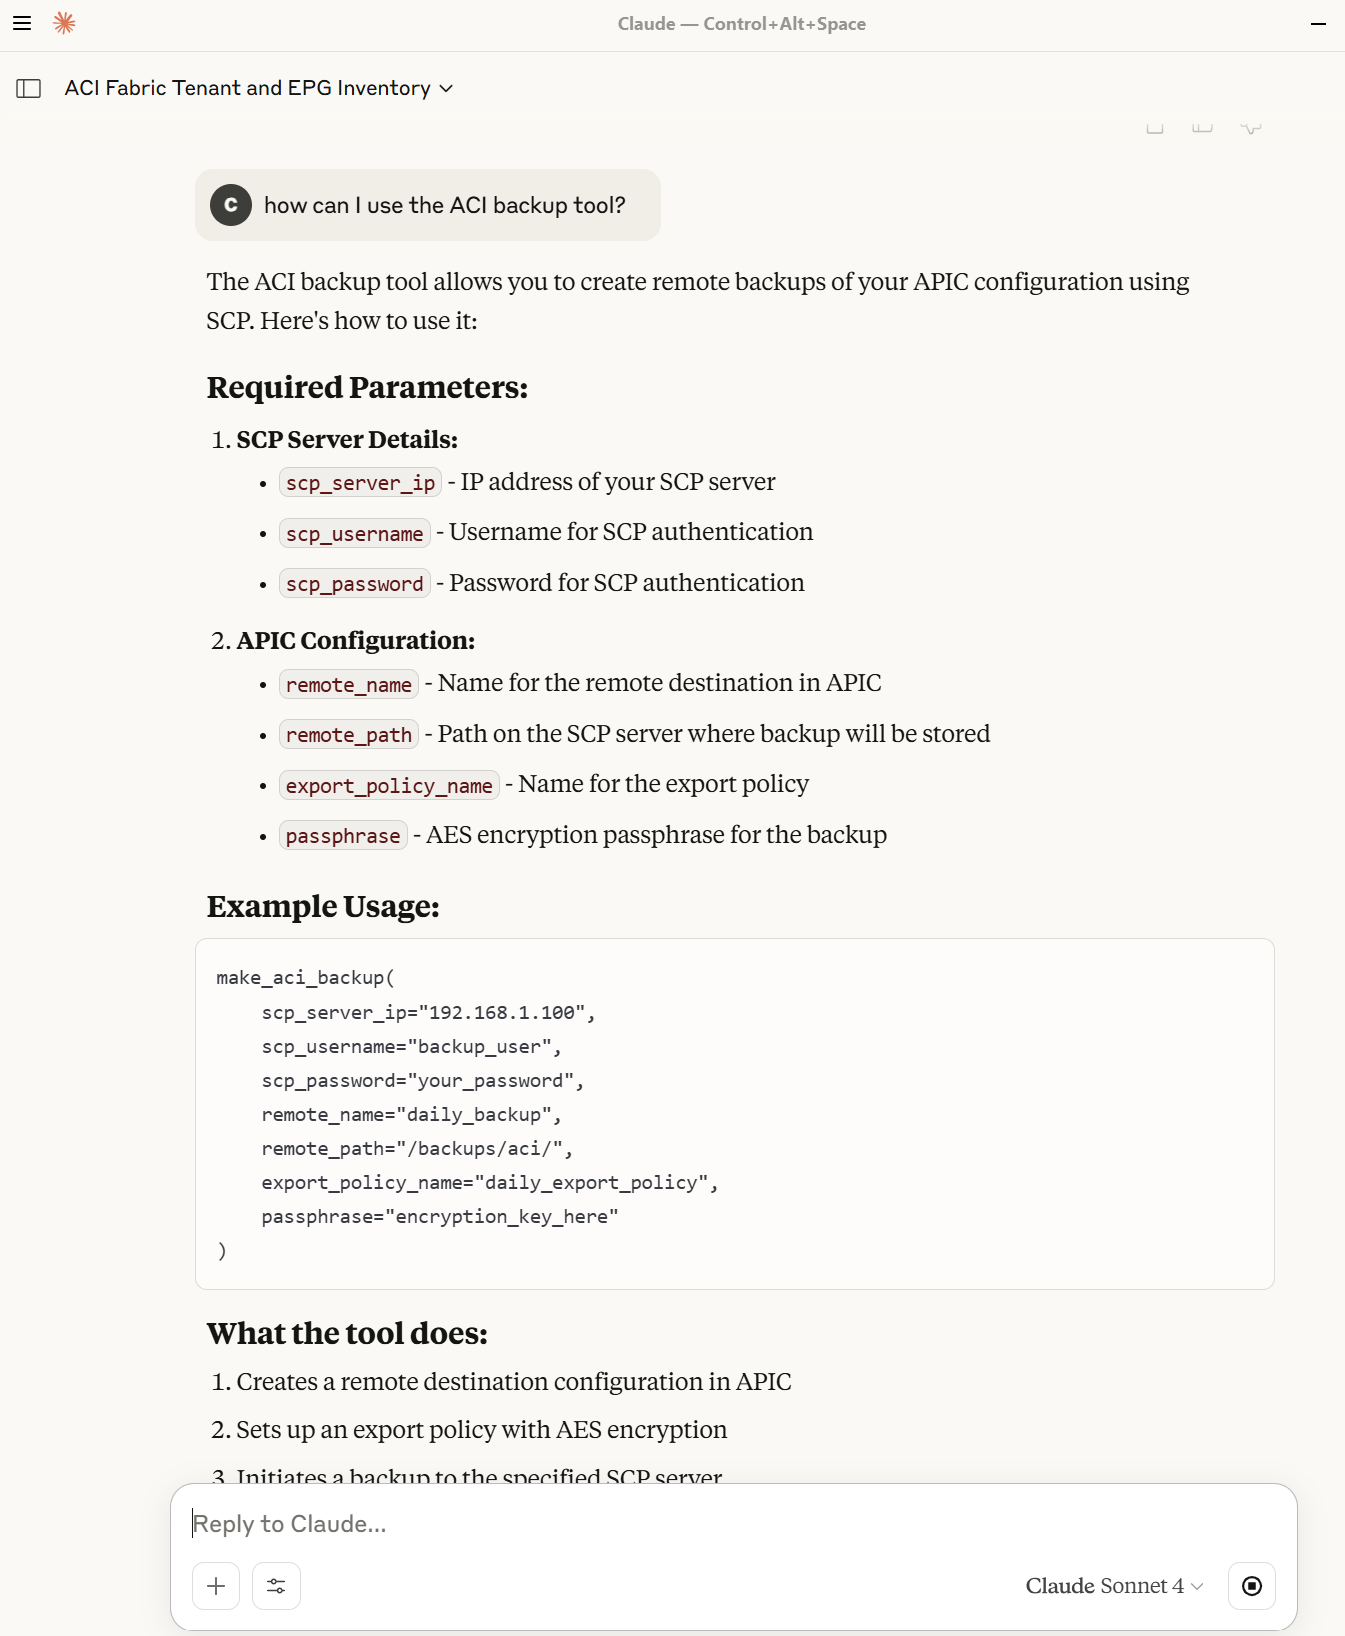 Claude — Control+Alt+Space
ACI Fabric Tenant and EPG Inventory
C
how can I use the ACI backup tool?
The ACI backup tool allows you to create remote backups of your APIC configuration using
SCP. Here's how to use it:
Required Parameters:
1. SCP Server Details:
• scp_server_ip - IP address of your SCP server
• scp_username - Username for SCP authentication
• scp_password - Password for SCP authentication
2. APIC Configuration:
• remote_name - Name for the remote destination in APIC
• remote_path - Path on the SCP server where backup will be stored
• export_policy_name - Name for the export policy
• passphrase - AES encryption passphrase for the backup
Example Usage:
make_aci_backup(
    scp_server_ip="192.168.1.100",
    scp_username="backup_user",
    scp_password="your_password",
    remote_name="daily_backup",
    remote_path="/backups/aci/",
    export_policy_name="daily_export_policy",
    passphrase="encryption_key_here"
)
What the tool does:
1. Creates a remote destination configuration in APIC
2. Sets up an export policy with AES encryption
3. Initiates a backup to the specified SCP server
Reply to Claude...
Claude Sonnet 4